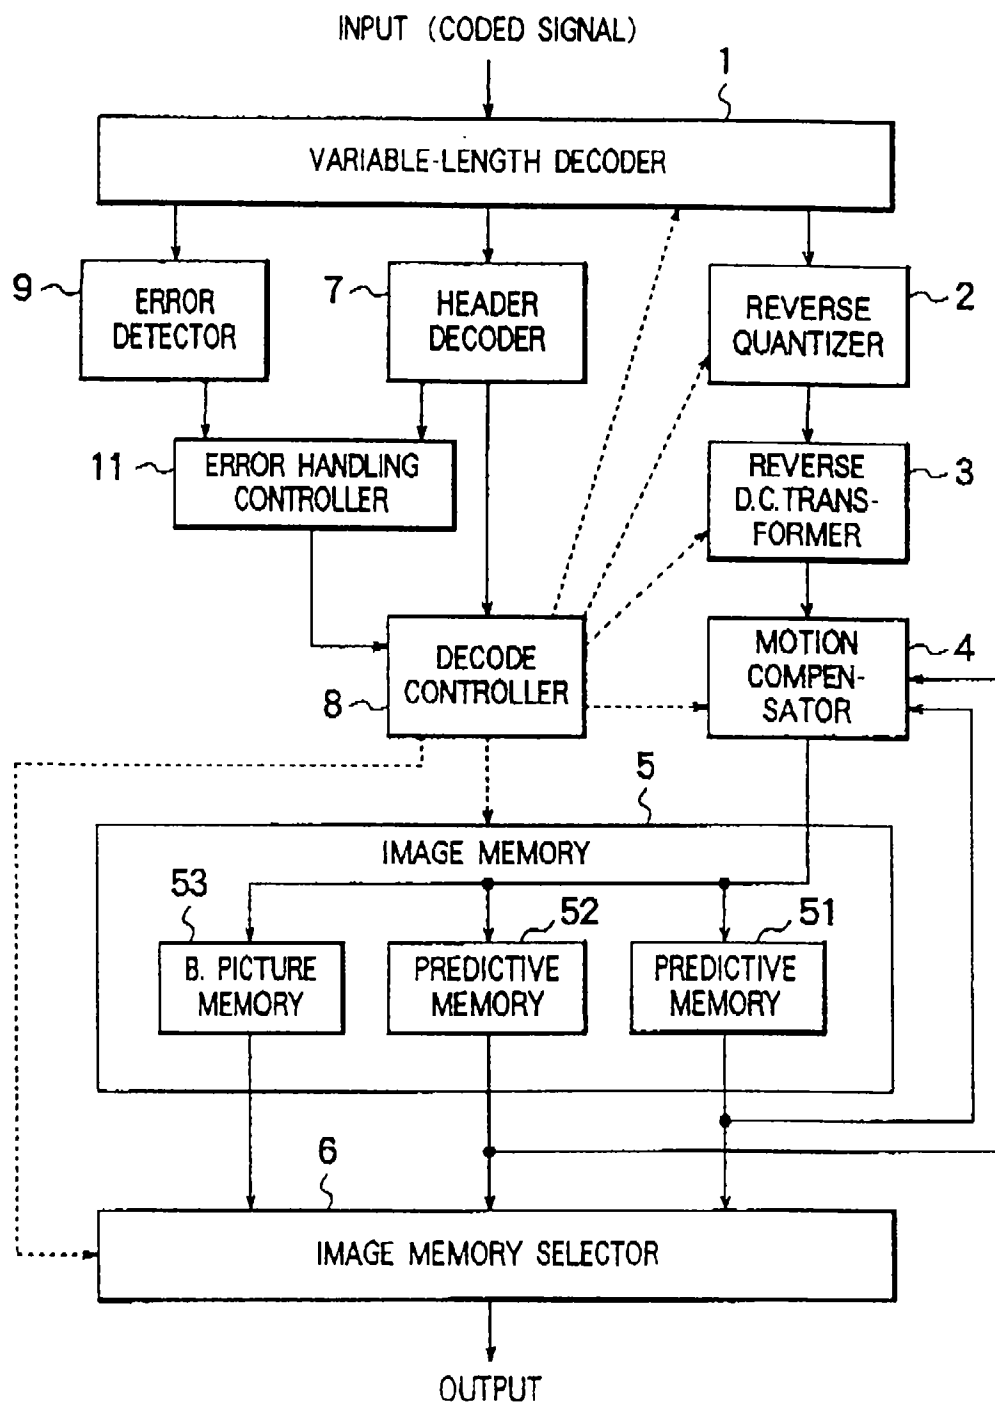 INPUT (CODED SIGNAL)
1
VARIABLE-LENGTH DECODER
9
ERROR
DETECTOR
7
HEADER
DECODER
REVERSE
QUANTIZER
2
11
ERROR HANDLING
CONTROLLER
REVERSE
D.C.TRANS-
FORMER
3
DECODE
CONTROLLER
8
MOTION
COMPEN-
SATOR
4
5
IMAGE MEMORY
53
B. PICTURE
MEMORY
52
PREDICTIVE
MEMORY
51
PREDICTIVE
MEMORY
6
IMAGE MEMORY SELECTOR
OUTPUT